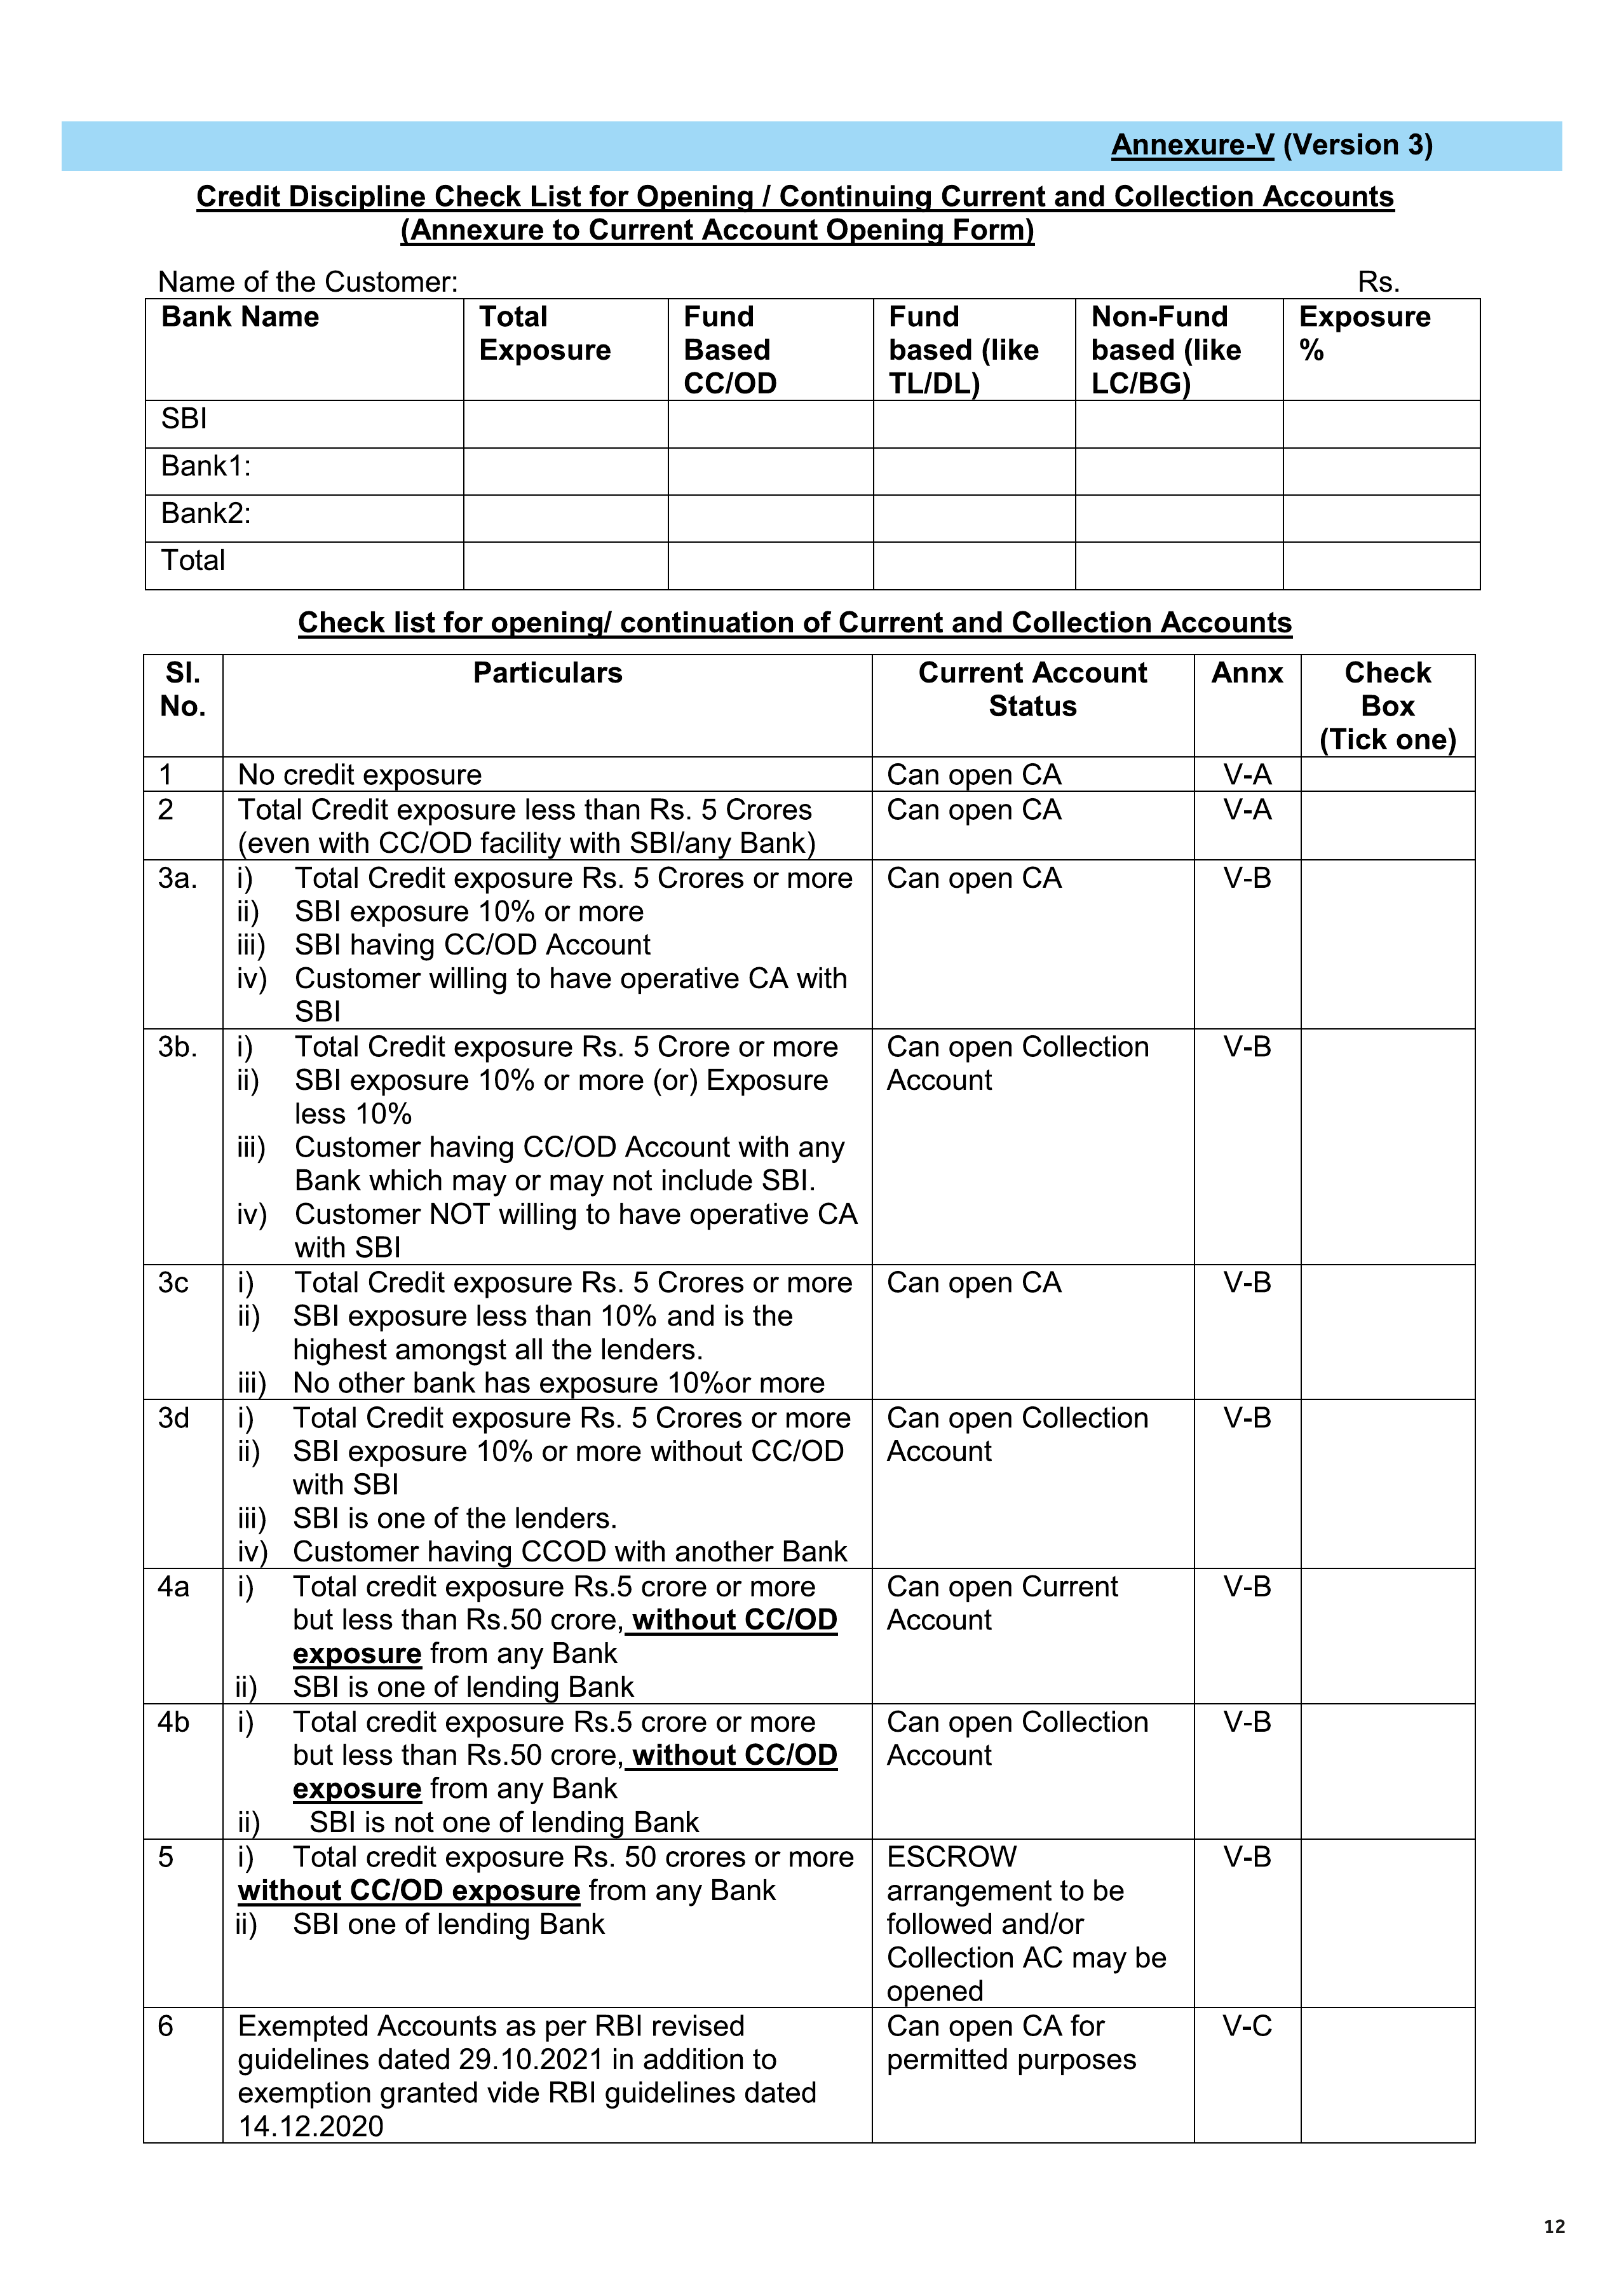 Annexure-V (Version 3)
Credit Discipline Check List for Opening / Continuing Current and Collection Accounts
(Annexure to Current Account Opening Form)
Name of the Customer: Rs.
Bank Name Total Exposure Fund Based CC/OD Fund based (like TL/DL) Non-Fund based (like LC/BG) Exposure %
SBI
Bank1:
Bank2:
Total
Check list for opening/ continuation of Current and Collection Accounts
Sl. No. Particulars Current Account Status Annx Check Box (Tick one)
1 No credit exposure Can open CA V-A
2 Total Credit exposure less than Rs. 5 Crores Can open CA V-A
(even with CC/OD facility with SBI/any Bank)
3a. i) Total Credit exposure Rs. 5 Crores or more Can open CA V-B
ii) SBI exposure 10% or more
iii) SBI having CC/OD Account
iv) Customer willing to have operative CA with
SBI
3b. i) Total Credit exposure Rs. 5 Crore or more Can open Collection V-B
ii) SBI exposure 10% or more (or) Exposure Account
less 10%
iii) Customer having CC/OD Account with any
Bank which may or may not include SBI.
iv) Customer NOT willing to have operative CA
with SBI
3c i) Total Credit exposure Rs. 5 Crores or more Can open CA V-B
ii) SBI exposure less than 10% and is the
highest amongst all the lenders.
iii) No other bank has exposure 10%or more
3d i) Total Credit exposure Rs. 5 Crores or more Can open Collection V-B
ii) SBI exposure 10% or more without CC/OD Account
with SBI
iii) SBI is one of the lenders.
iv) Customer having CCOD with another Bank
4a i) Total credit exposure Rs.5 crore or more Can open Current V-B
but less than Rs.50 crore, without CC/OD Account
exposure from any Bank
ii) SBI is one of lending Bank
4b i) Total credit exposure Rs.5 crore or more Can open Collection V-B
but less than Rs.50 crore, without CC/OD Account
exposure from any Bank
ii) SBI is not one of lending Bank
5 i) Total credit exposure Rs. 50 crores or more ESCROW V-B
without CC/OD exposure from any Bank arrangement to be
ii) SBI one of lending Bank followed and/or
Collection AC may be
opened
6 Exempted Accounts as per RBI revised Can open CA for V-C
guidelines dated 29.10.2021 in addition to permitted purposes
exemption granted vide RBI guidelines dated
14.12.2020
12